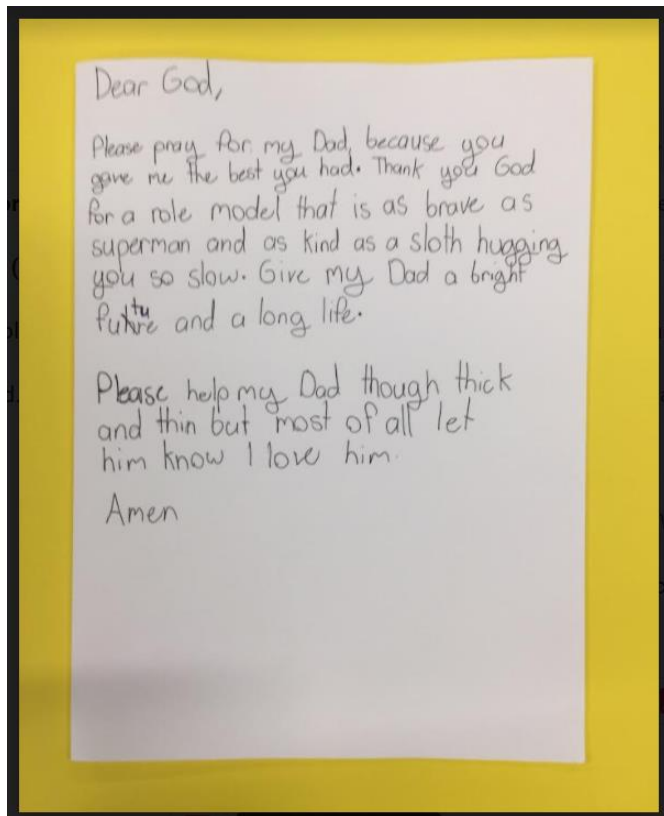 Dear God,
Please pray for my Dad, because you
gave me the best you had. Thank you God
for a role model that is as brave as
superman and as kind as a sloth hugging
you so slow. Give my Dad a bright
future and a long life.
Please help my Dad though thick
and thin but most of all let
him know I love him.
Amen